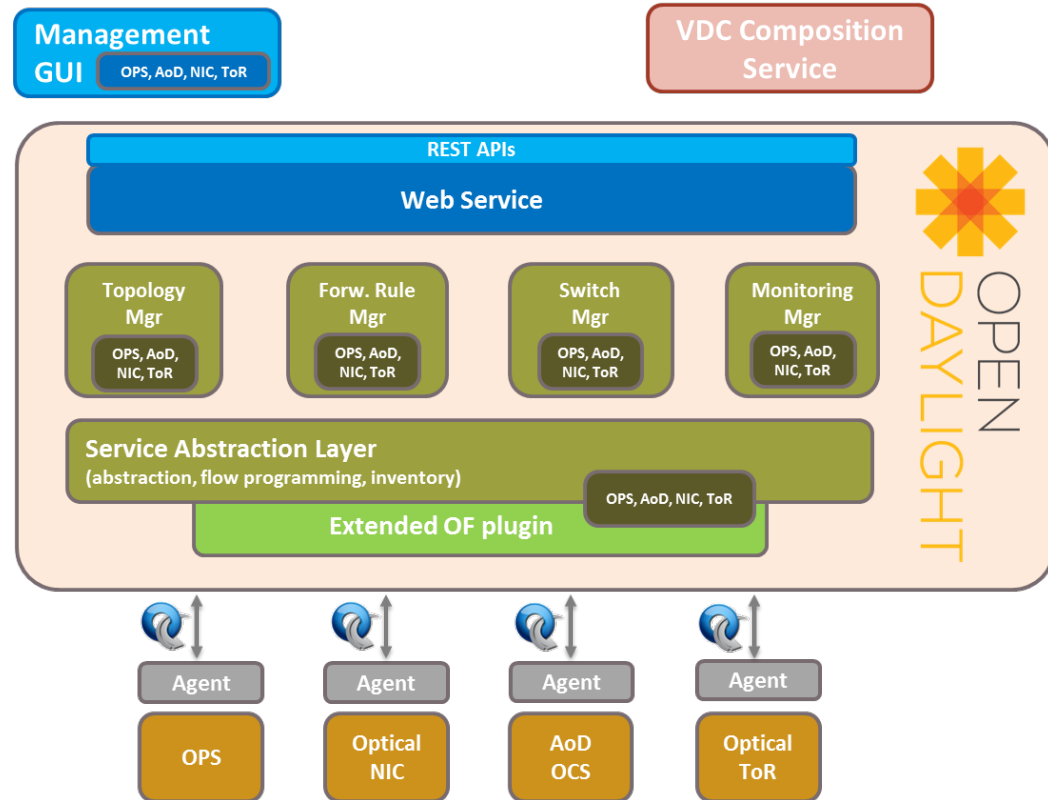 Management
GUI
OPS, AoD, NIC, ToR
VDC Composition
Service
REST APIs
Web Service
Topology
Mgr
OPS, AoD,
NIC, ToR
Forw. Rule
Mgr
OPS, AoD,
NIC, ToR
Switch
Mgr
OPS, AoD,
NIC, ToR
Monitoring
Mgr
OPS, AoD,
NIC, ToR
OPEN
DAYLIGHT
Service Abstraction Layer
(abstraction, flow programming, inventory)
OPS, AoD, NIC, ToR
Extended OF plugin
Agent
Agent
Agent
Agent
OPS
Optical
NIC
AoD
OCS
Optical
ToR